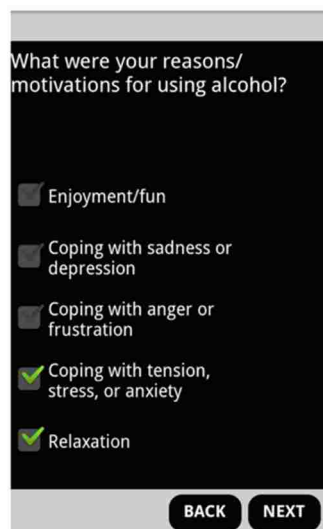 What were your reasons/
motivations for using alcohol?
Enjoyment/fun
Coping with sadness or
depression
Coping with anger or
frustration
Coping with tension,
stress, or anxiety
Relaxation
BACK NEXT